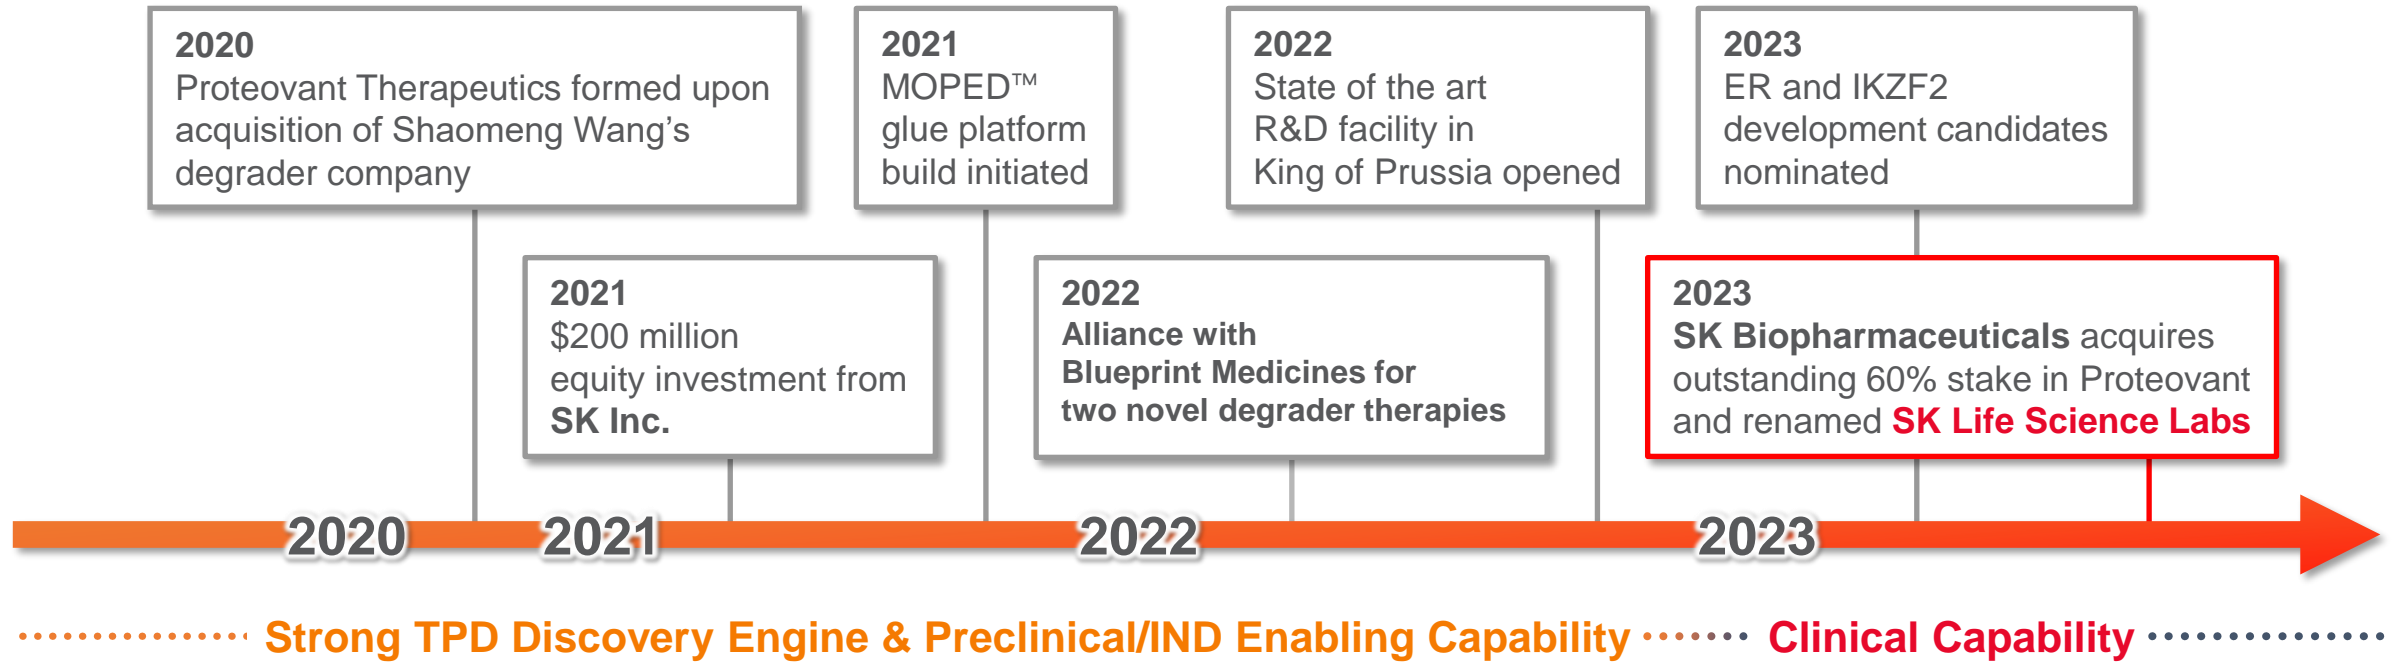 2020
Proteovant Therapeutics formed upon
acquisition of Shaomeng Wang’s
degrader company
2021
MOPED™
glue platform
build initiated
2022
State of the art
R&D facility in
King of Prussia opened
2023
ER and IKZF2
development candidates
nominated
2021
$200 million
equity investment from
SK Inc.
2022
Alliance with
Blueprint Medicines for
two novel degrader therapies
2023
SK Biopharmaceuticals acquires
outstanding 60% stake in Proteovant
and renamed SK Life Science Labs
2020
2021
2022
2023
Strong TPD Discovery Engine & Preclinical/IND Enabling Capability
Clinical Capability